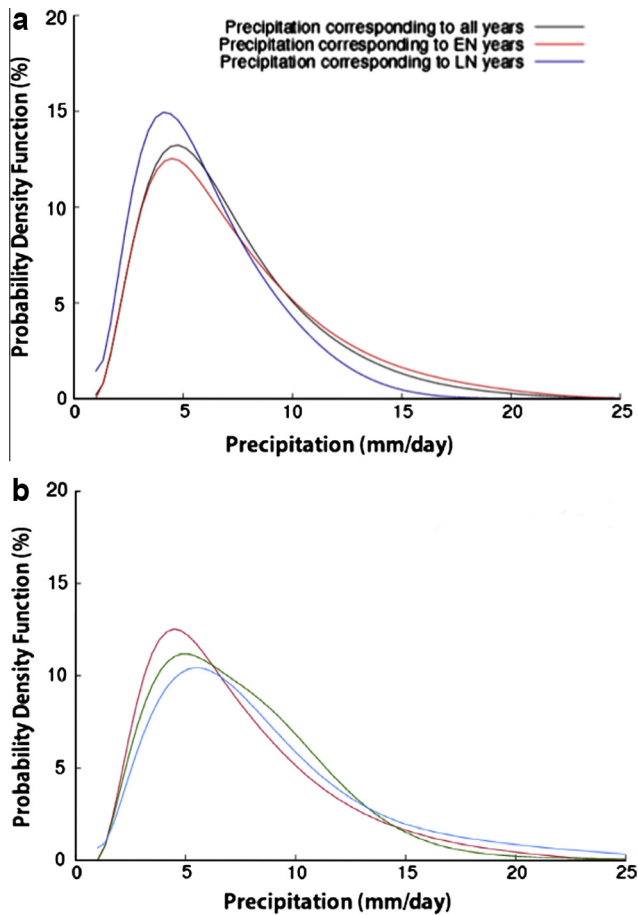 a
Precipitation corresponding to all years
Precipitation corresponding to EN years
Precipitation corresponding to LN years
20
15
10
5
0
Probability Density Function (%)
0 5 10 15 20 25
Precipitation (mm/day)
b
20
15
10
5
0
Probability Density Function (%)
0 5 10 15 20 25
Precipitation (mm/day)